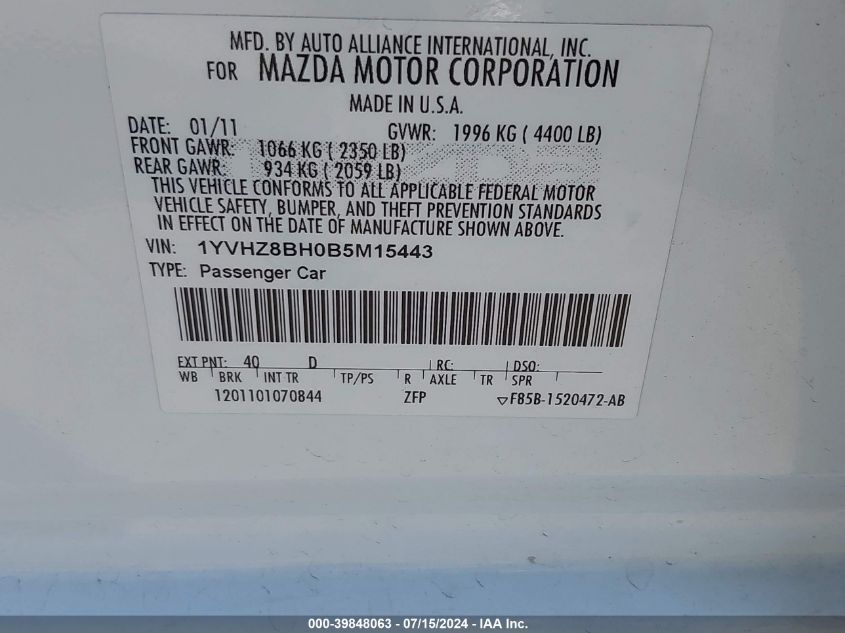 MFD. BY AUTO ALLIANCE INTERNATIONAL, INC.
FOR MAZDA MOTOR CORPORATION
MADE IN U.S.A.
DATE: 01/11 GVWR: 1996 KG ( 4400 LB)
FRONT GAWR: 1066 KG ( 2350 LB)
REAR GAWR: 934 KG ( 2059 LB)
THIS VEHICLE CONFORMS TO ALL APPLICABLE FEDERAL MOTOR
VEHICLE SAFETY, BUMPER, AND THEFT PREVENTION STANDARDS
IN EFFECT ON THE DATE OF MANUFACTURE SHOWN ABOVE.
VIN: 1YVHZ8BH0B5M15443
TYPE: Passenger Car
EXT PNT: 40 D RC: DSO:
WB BRK INT TR TP/PS R AXLE TR SPR
1201101070844 ZFP ▽F85B-1520472-AB
000-39848063 - 07/15/2024 - IAA Inc.